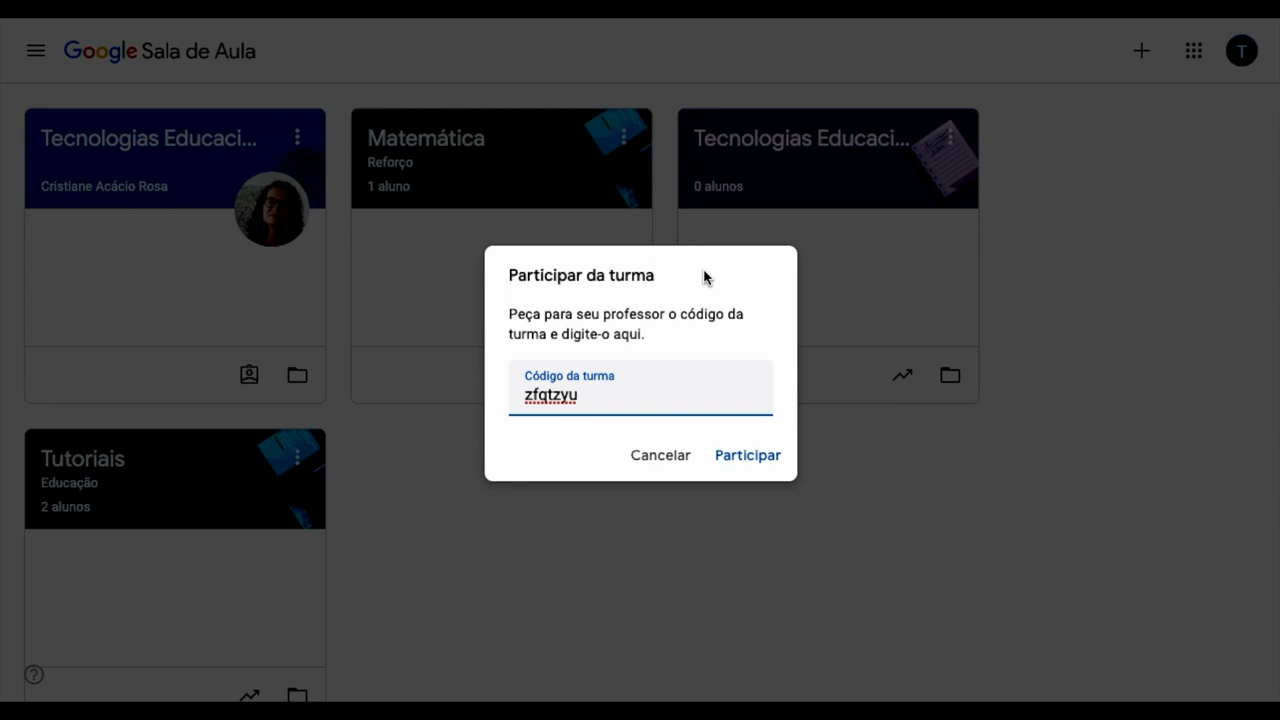 Google Sala de Aula
T
Tecnologias Educaci...
Cristiane Acácio Rosa
Matemática
Reforço
1 aluno
Tecnologias Educaci...
0 alunos
Participar da turma
Peça para seu professor o código da
turma e digite-o aqui.
Código da turma
zfqtzyu
Cancelar
Participar
Tutoriais
Educação
2 alunos
?